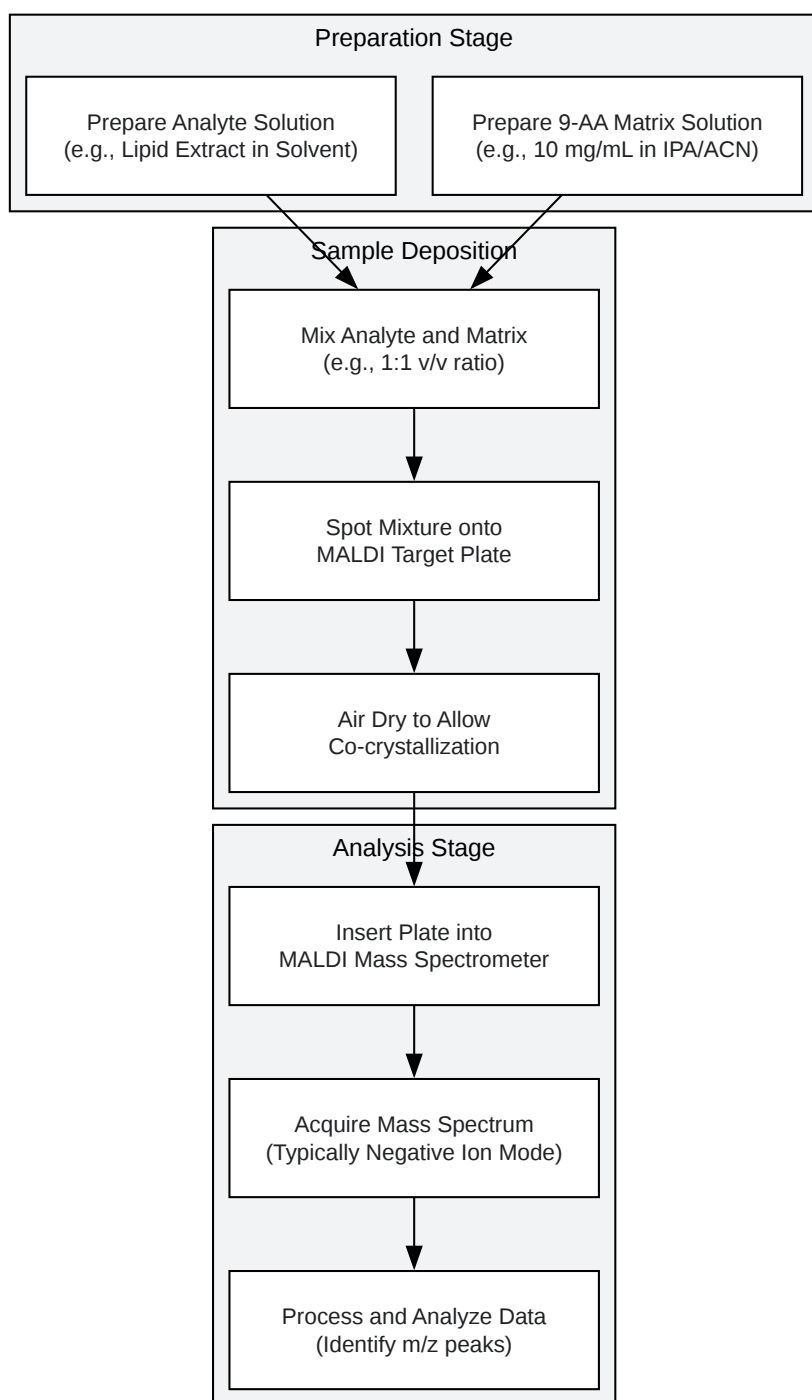 Preparation Stage
Prepare Analyte Solution
(e.g., Lipid Extract in Solvent)
Prepare 9-AA Matrix Solution
(e.g., 10 mg/mL in IPA/ACN)
Sample Deposition
Mix Analyte and Matrix
(e.g., 1:1 v/v ratio)
Spot Mixture onto
MALDI Target Plate
Air Dry to Allow
Co-crystallization
Analysis Stage
Insert Plate into
MALDI Mass Spectrometer
Acquire Mass Spectrum
(Typically Negative Ion Mode)
Process and Analyze Data
(Identify m/z peaks)